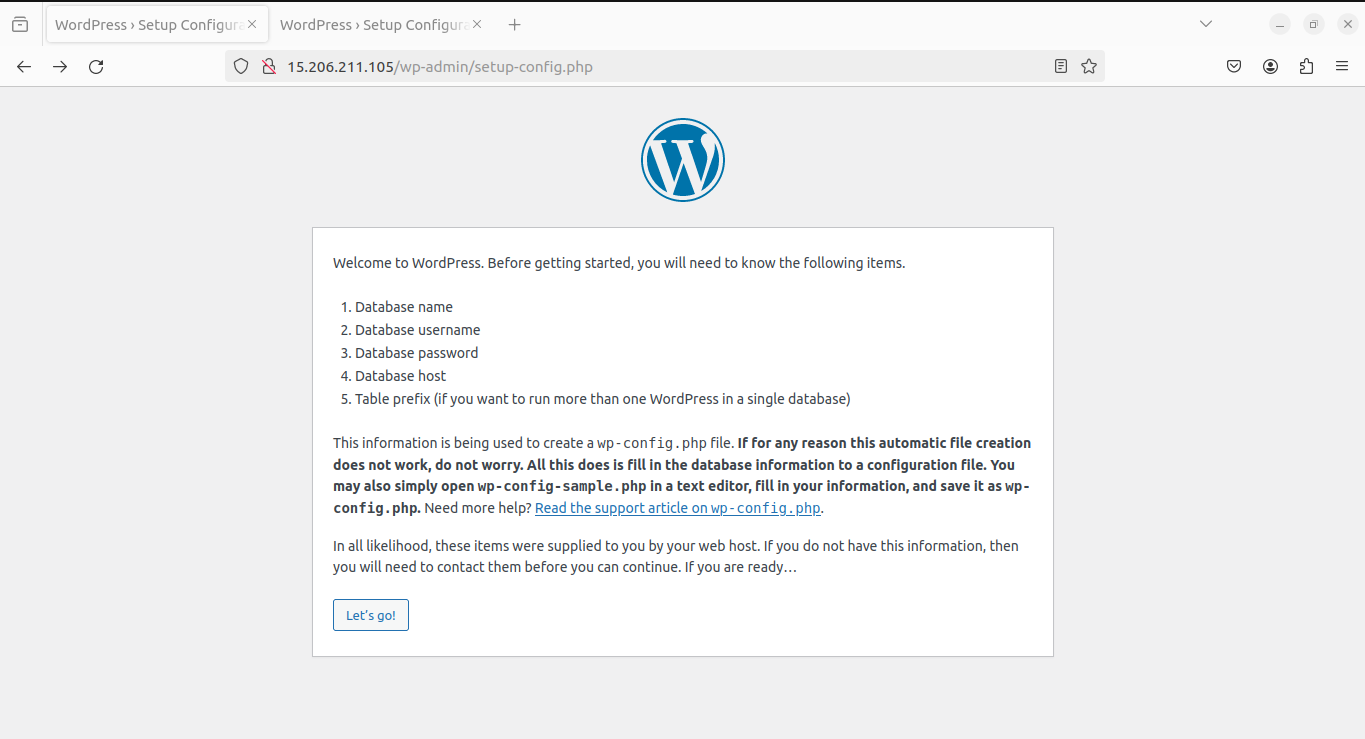 WordPress › Setup Configura
WordPress › Setup Configura
15.206.211.105/wp-admin/setup-config.php
Welcome to WordPress. Before getting started, you will need to know the following items.
1. Database name
2. Database username
3. Database password
4. Database host
5. Table prefix (if you want to run more than one WordPress in a single database)
This information is being used to create a wp-config.php file. If for any reason this automatic file creation
does not work, do not worry. All this does is fill in the database information to a configuration file. You
may also simply open wp-config-sample.php in a text editor, fill in your information, and save it as wp-
config.php. Need more help? Read the support article on wp-config.php.
In all likelihood, these items were supplied to you by your web host. If you do not have this information, then
you will need to contact them before you can continue. If you are ready…
Let’s go!